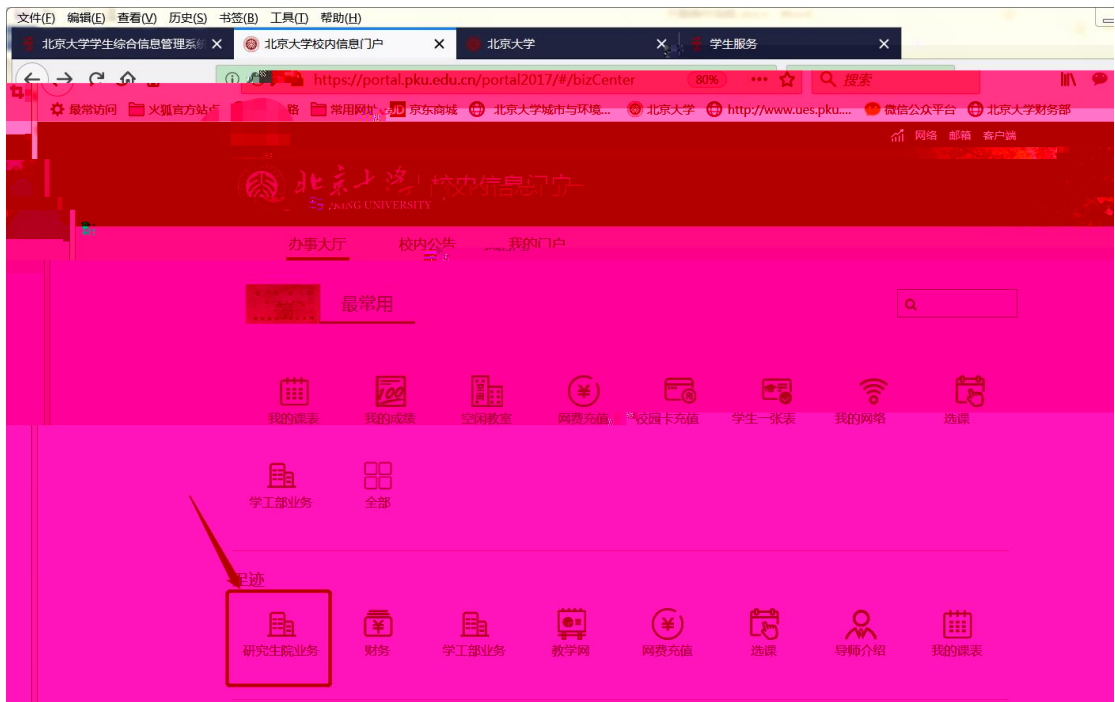 文件(F) 编辑(E) 查看(V) 历史(S) 书签(B) 工具(T) 帮助(H)
北京大学学生综合信息管理系统 北京大学校内信息门户 北京大学 学生服务
https://portal.pku.edu.cn/portal2017/#/bizCenter 80% 搜索
最常访问 火狐官方站点 常用网址 JD 京东商城 北京大学城市与环境... 北京大学 http://www.ues.pku.... 微信公众平台 北京大学财务部
网络 邮箱 客户端
北京大学 校内信息门户
UNIVERSITY
办事大厅 校内公告 我的门户
最常用
我的课表 我的成绩 空闲教室 网费充值 校园卡充值 学生一张表 我的网络 选课
学工部业务 全部
足迹
研究生院业务 财务 学工部业务 教学网 网费充值 选课 导师介绍 我的课表